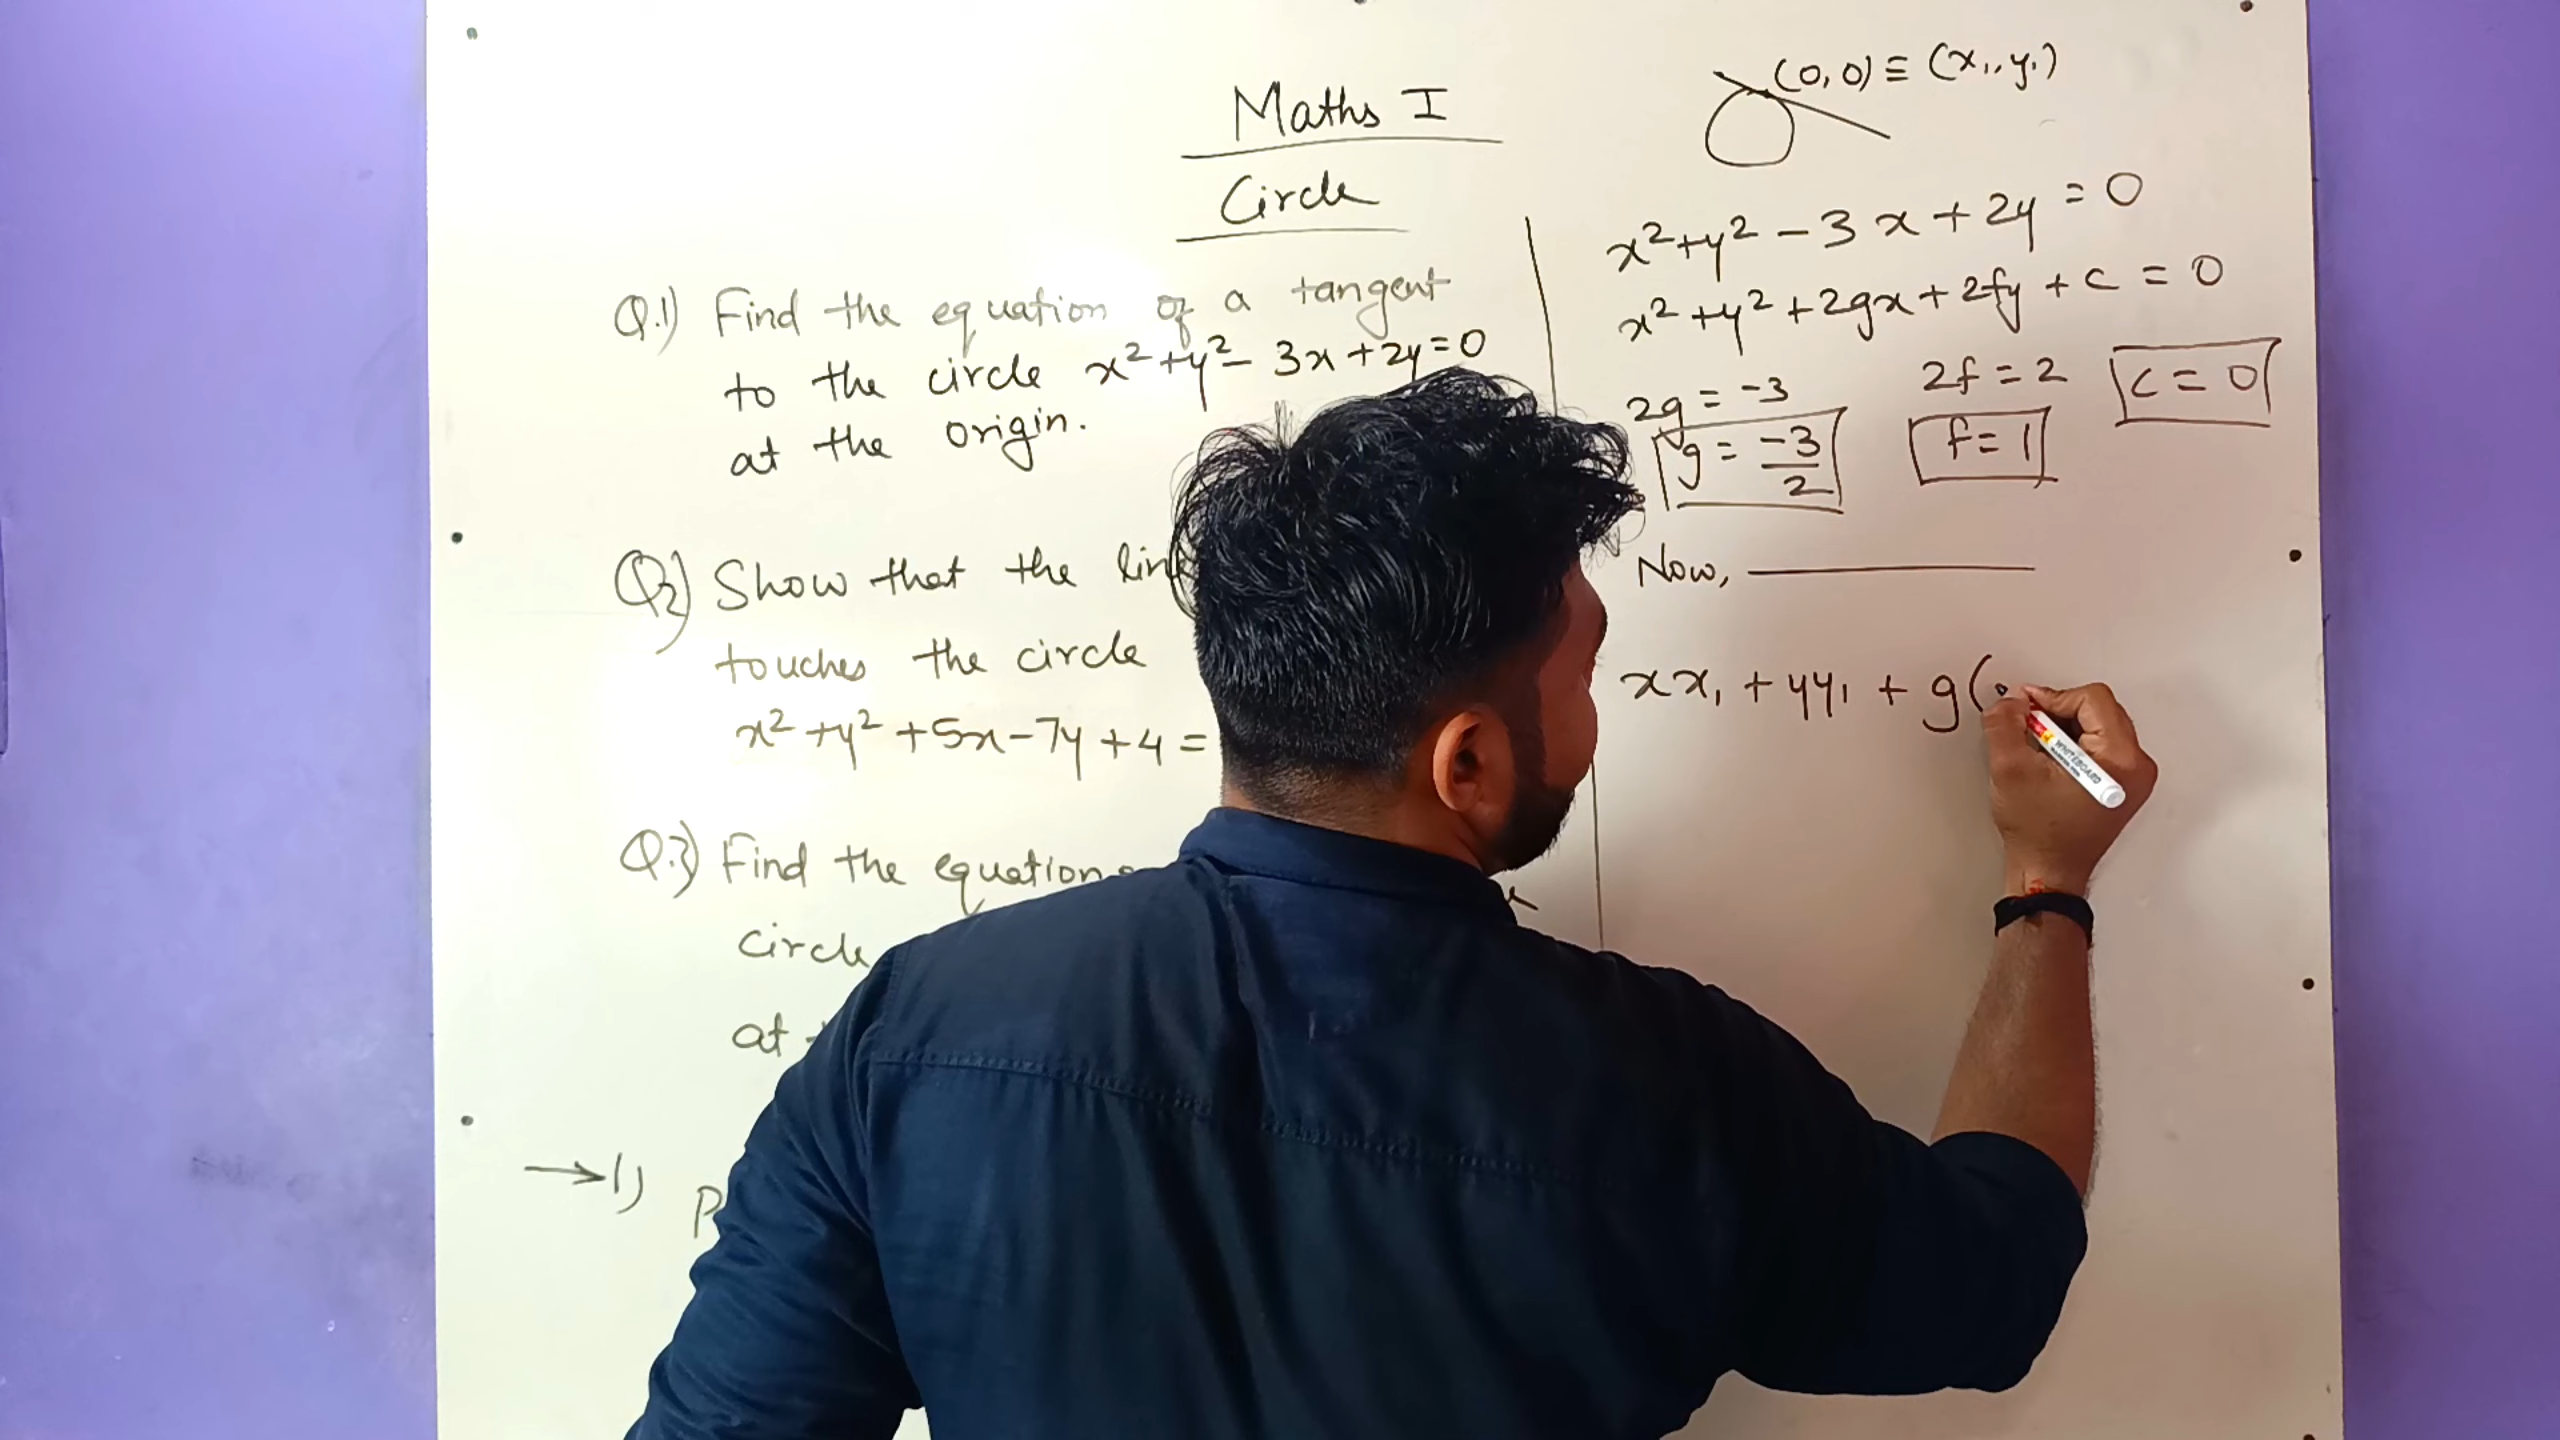 Maths I
Circle
Q.1) Find the equation of a tangent
to the circle x²+y²- 3x+2y=0
at the origin.
Q2) Show that the line
touches the circle
x²+y²+5x-7y+4=
Q.3) Find the equation
circle
at
→1)
(0,0)≡(x₁,y₁)
x²+y²-3x+2y=0
x²+y²+2gx+2fy+c=0
2g=-3 2f=2 c=0
g=-3/2 f=1
Now,
xx₁+yy₁+g(
WHITEBOARD